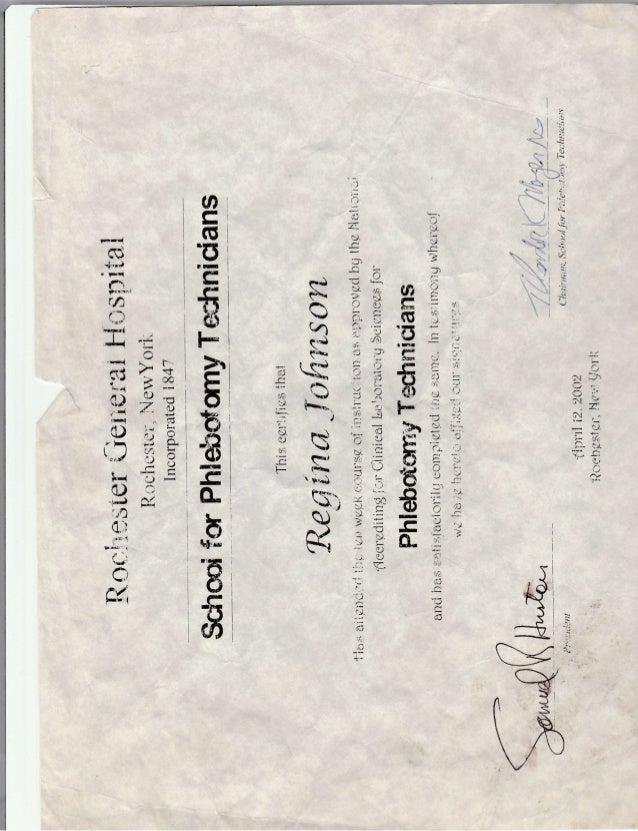 Rochester General Hospital
Rochester, New York
Incorporated 1847
School for Phlebotomy Technicians
This certifies that
Regina Johnson
Has attended the ten week course of instruction as approved by the National
Accrediting for Clinical Laboratory Sciences for
Phlebotomy Technicians
and has satisfactorily completed the same. In testimony whereof
we have hereto affixed our signatures
Samuel R Huston
President
April 12, 2002
Rochester, New York
Chairman, School for Phlebotomy Technician